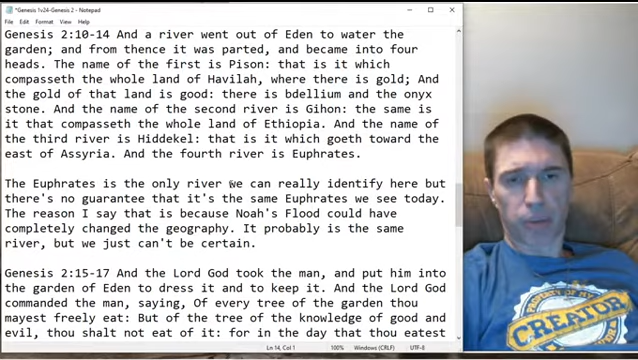 *Genesis 1v24-Genesis 2 - Notepad
File Edit Format View Help
Genesis 2:10-14 And a river went out of Eden to water the
garden; and from thence it was parted, and became into four
heads. The name of the first is Pison: that is it which
compasseth the whole land of Havilah, where there is gold; And
the gold of that land is good: there is bdellium and the onyx
stone. And the name of the second river is Gihon: the same is
it that compasseth the whole land of Ethiopia. And the name of
the third river is Hiddekel: that is it which goeth toward the
east of Assyria. And the fourth river is Euphrates.
The Euphrates is the only river we can really identify here but
there's no guarantee that it's the same Euphrates we see today.
The reason I say that is because Noah's Flood could have
completely changed the geography. It probably is the same
river, but we just can't be certain.
Genesis 2:15-17 And the Lord God took the man, and put him into
the garden of Eden to dress it and to keep it. And the Lord God
commanded the man, saying, Of every tree of the garden thou
mayest freely eat: But of the tree of the knowledge of good and
evil, thou shalt not eat of it: for in the day that thou eatest
Ln 14, Col 1 100% Windows (CRLF) UTF-8
PROPERTY OF MY
CREATOR